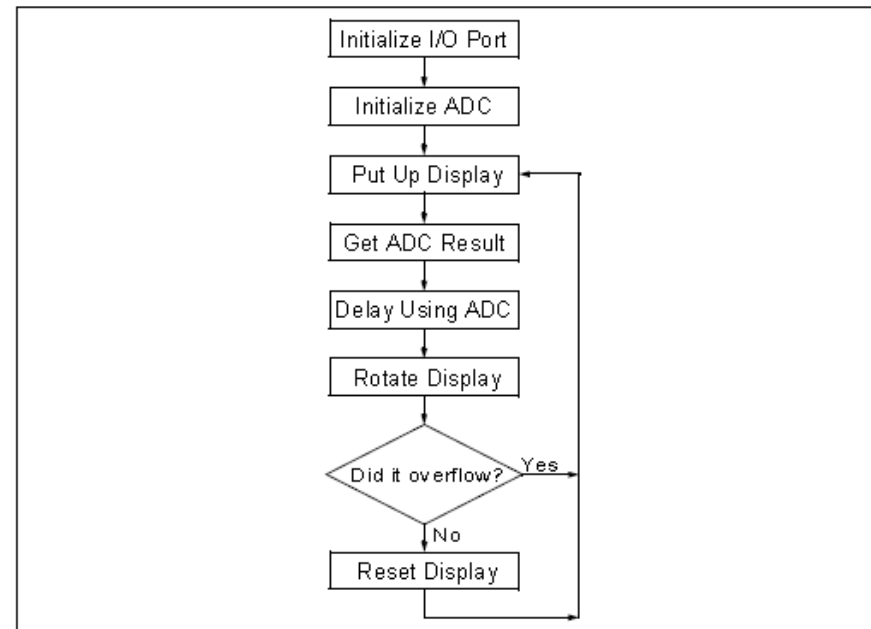 Initialize I/O Port
Initialize ADC
Put Up Display
Get ADC Result
Delay Using ADC
Rotate Display
Did it overflow?
Yes
No
Reset Display